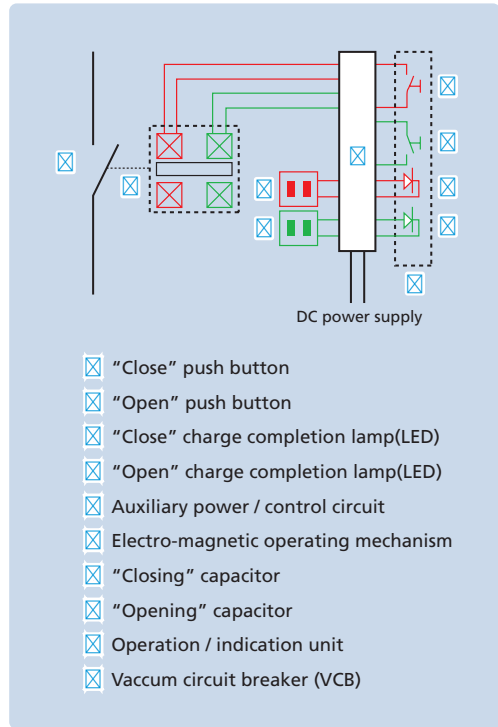 DC power supply
“Close” push button
“Open” push button
“Close” charge completion lamp(LED)
“Open” charge completion lamp(LED)
Auxiliary power / control circuit
Electro-magnetic operating mechanism
“Closing” capacitor
“Opening” capacitor
Operation / indication unit
Vaccum circuit breaker (VCB)